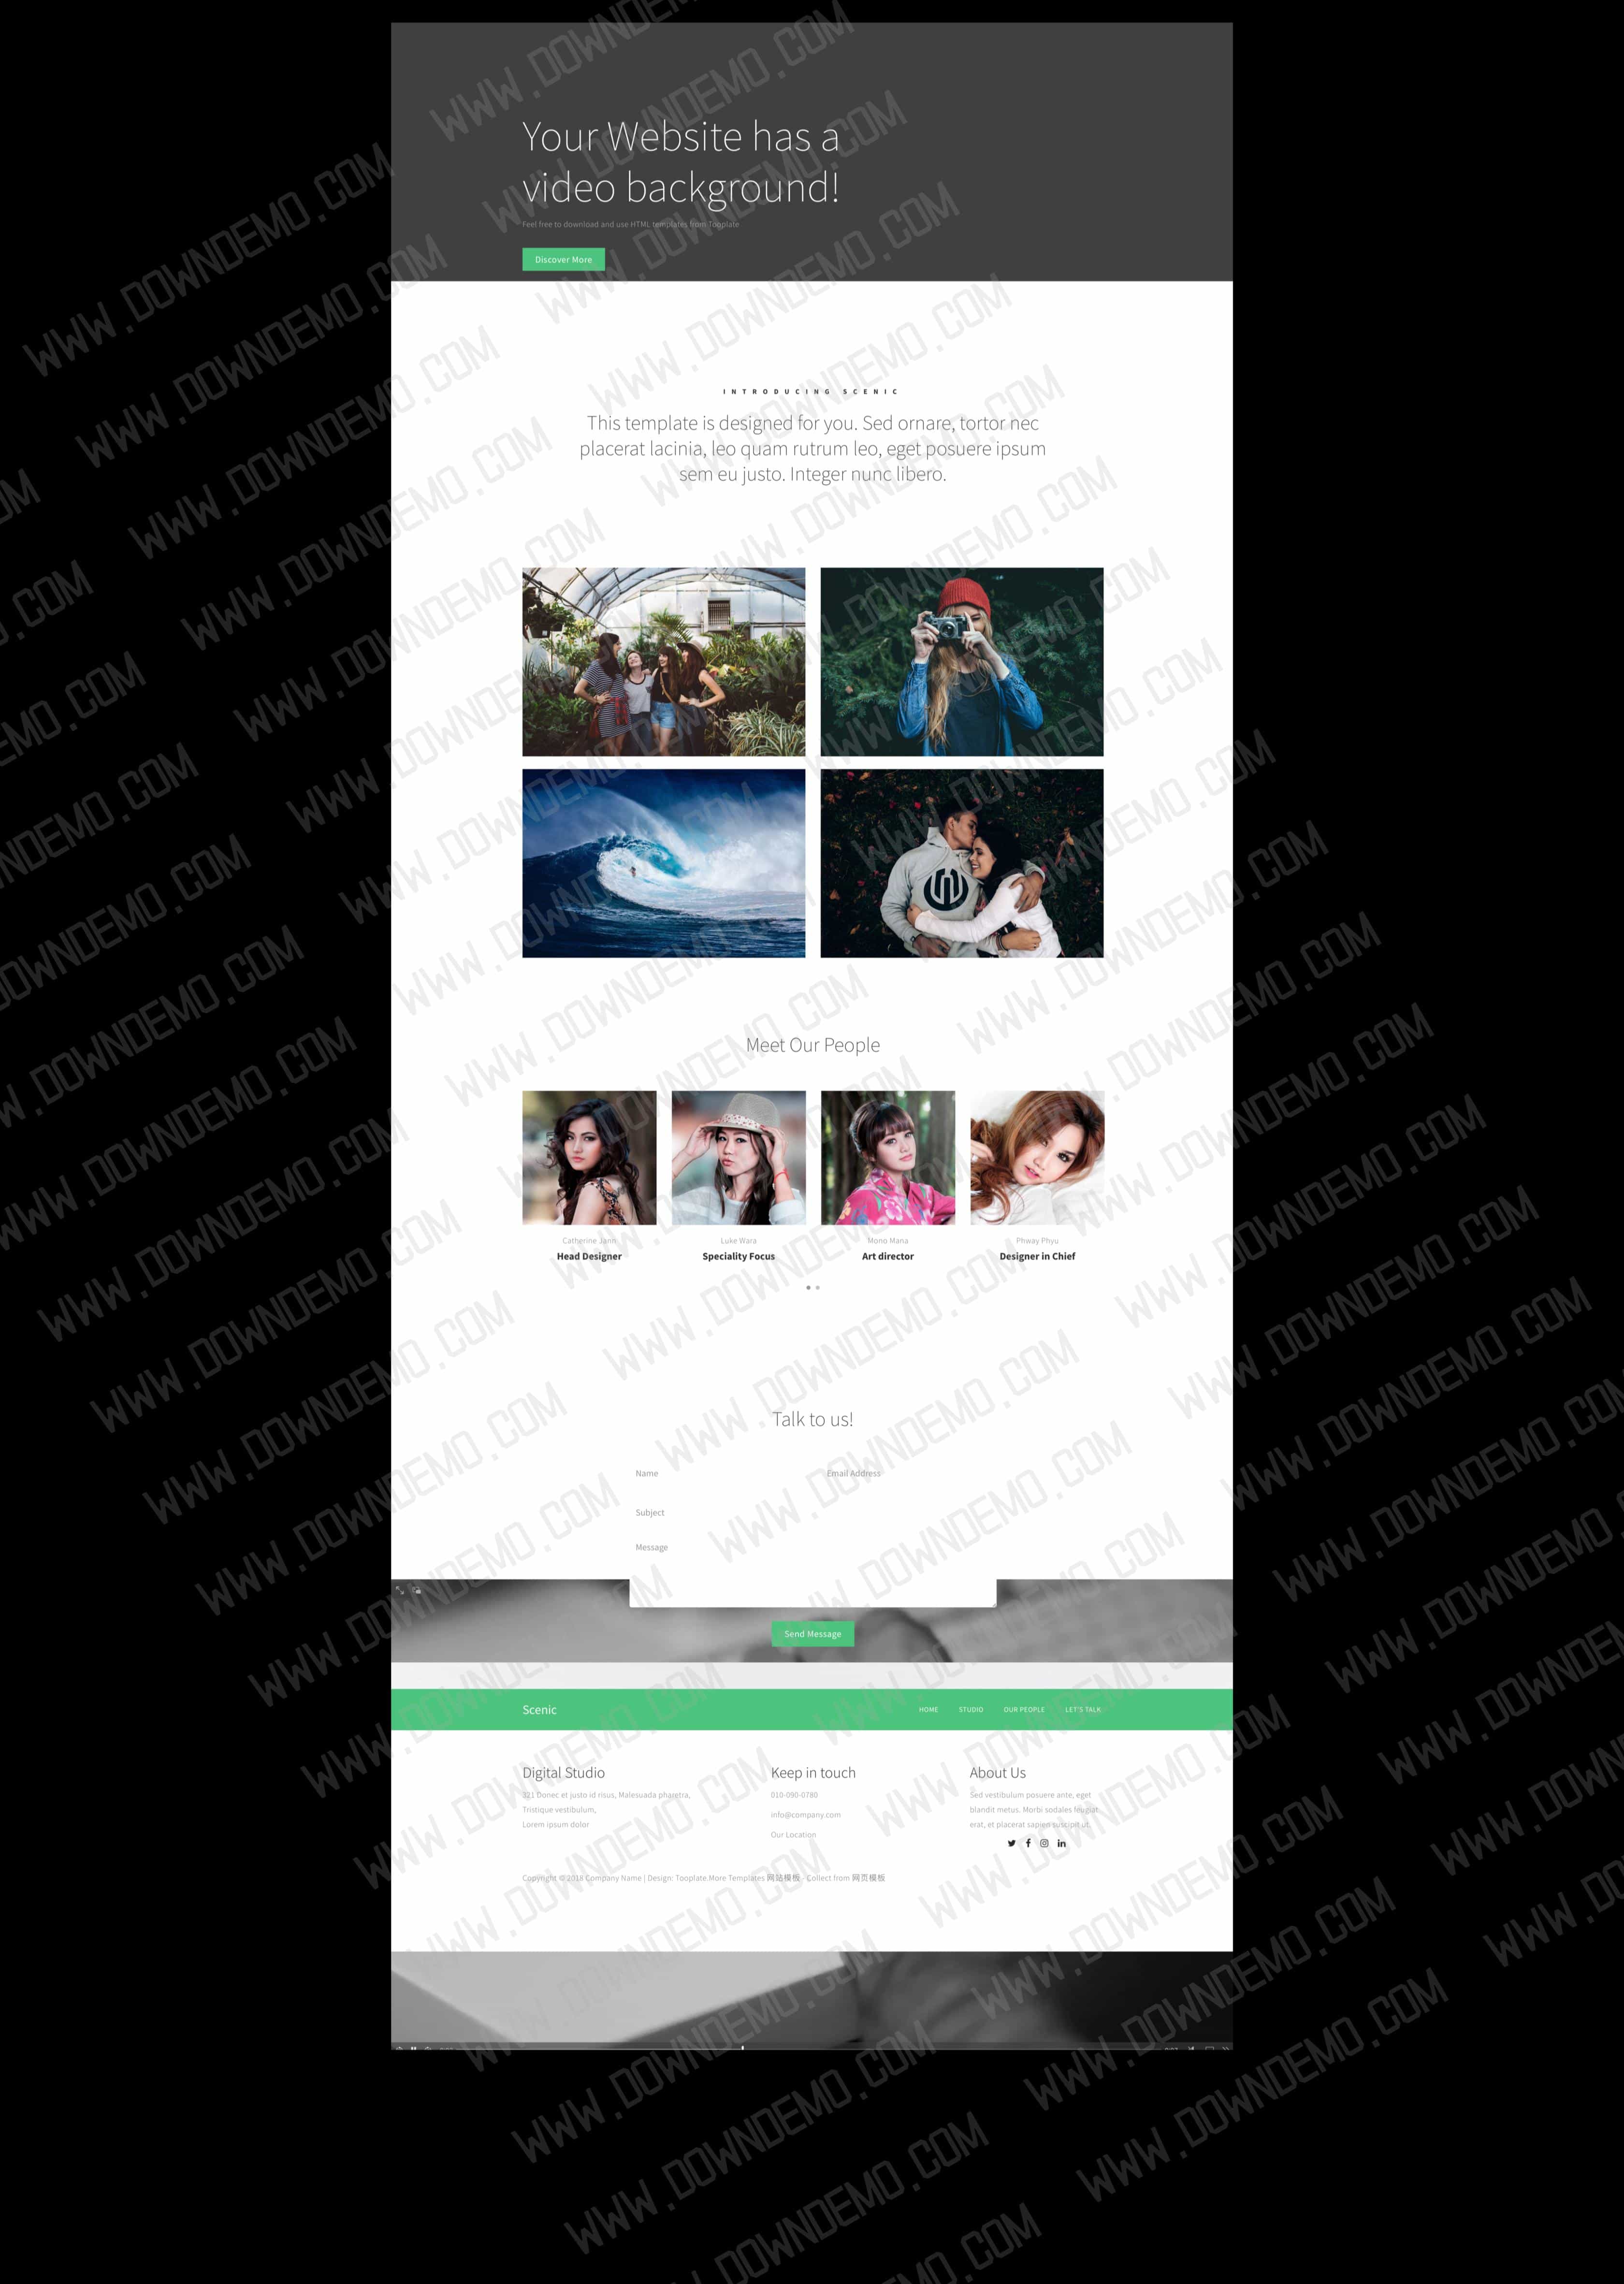 Your Website has a
video background!
Feel free to download and use HTML templates from Tooplate
Discover More
INTRODUCING SCENIC
This template is designed for you. Sed ornare, tortor nec
placerat lacinia, leo quam rutrum leo, eget posuere ipsum
sem eu justo. Integer nunc libero.
Meet Our People
Catherine Jann
Head Designer
Luke Wara
Speciality Focus
Mono Mana
Art director
Phway Phyu
Designer in Chief
Talk to us!
Name
Email Address
Subject
Message
Send Message
Scenic
HOME
STUDIO
OUR PEOPLE
LET'S TALK
Digital Studio
321 Donec et justo id risus, Malesuada pharetra,
Tristique vestibulum,
Lorem ipsum dolor
Keep in touch
010-090-0780
info@company.com
Our Location
About Us
Sed vestibulum posuere ante, eget
blandit metus. Morbi sodales feugiat
erat, et placerat sapien suscipit ut.
Copyright © 2018 Company Name | Design: Tooplate.More Templates 网站模板 - Collect from 网页模板
WWW.DOWNDEMO.COM